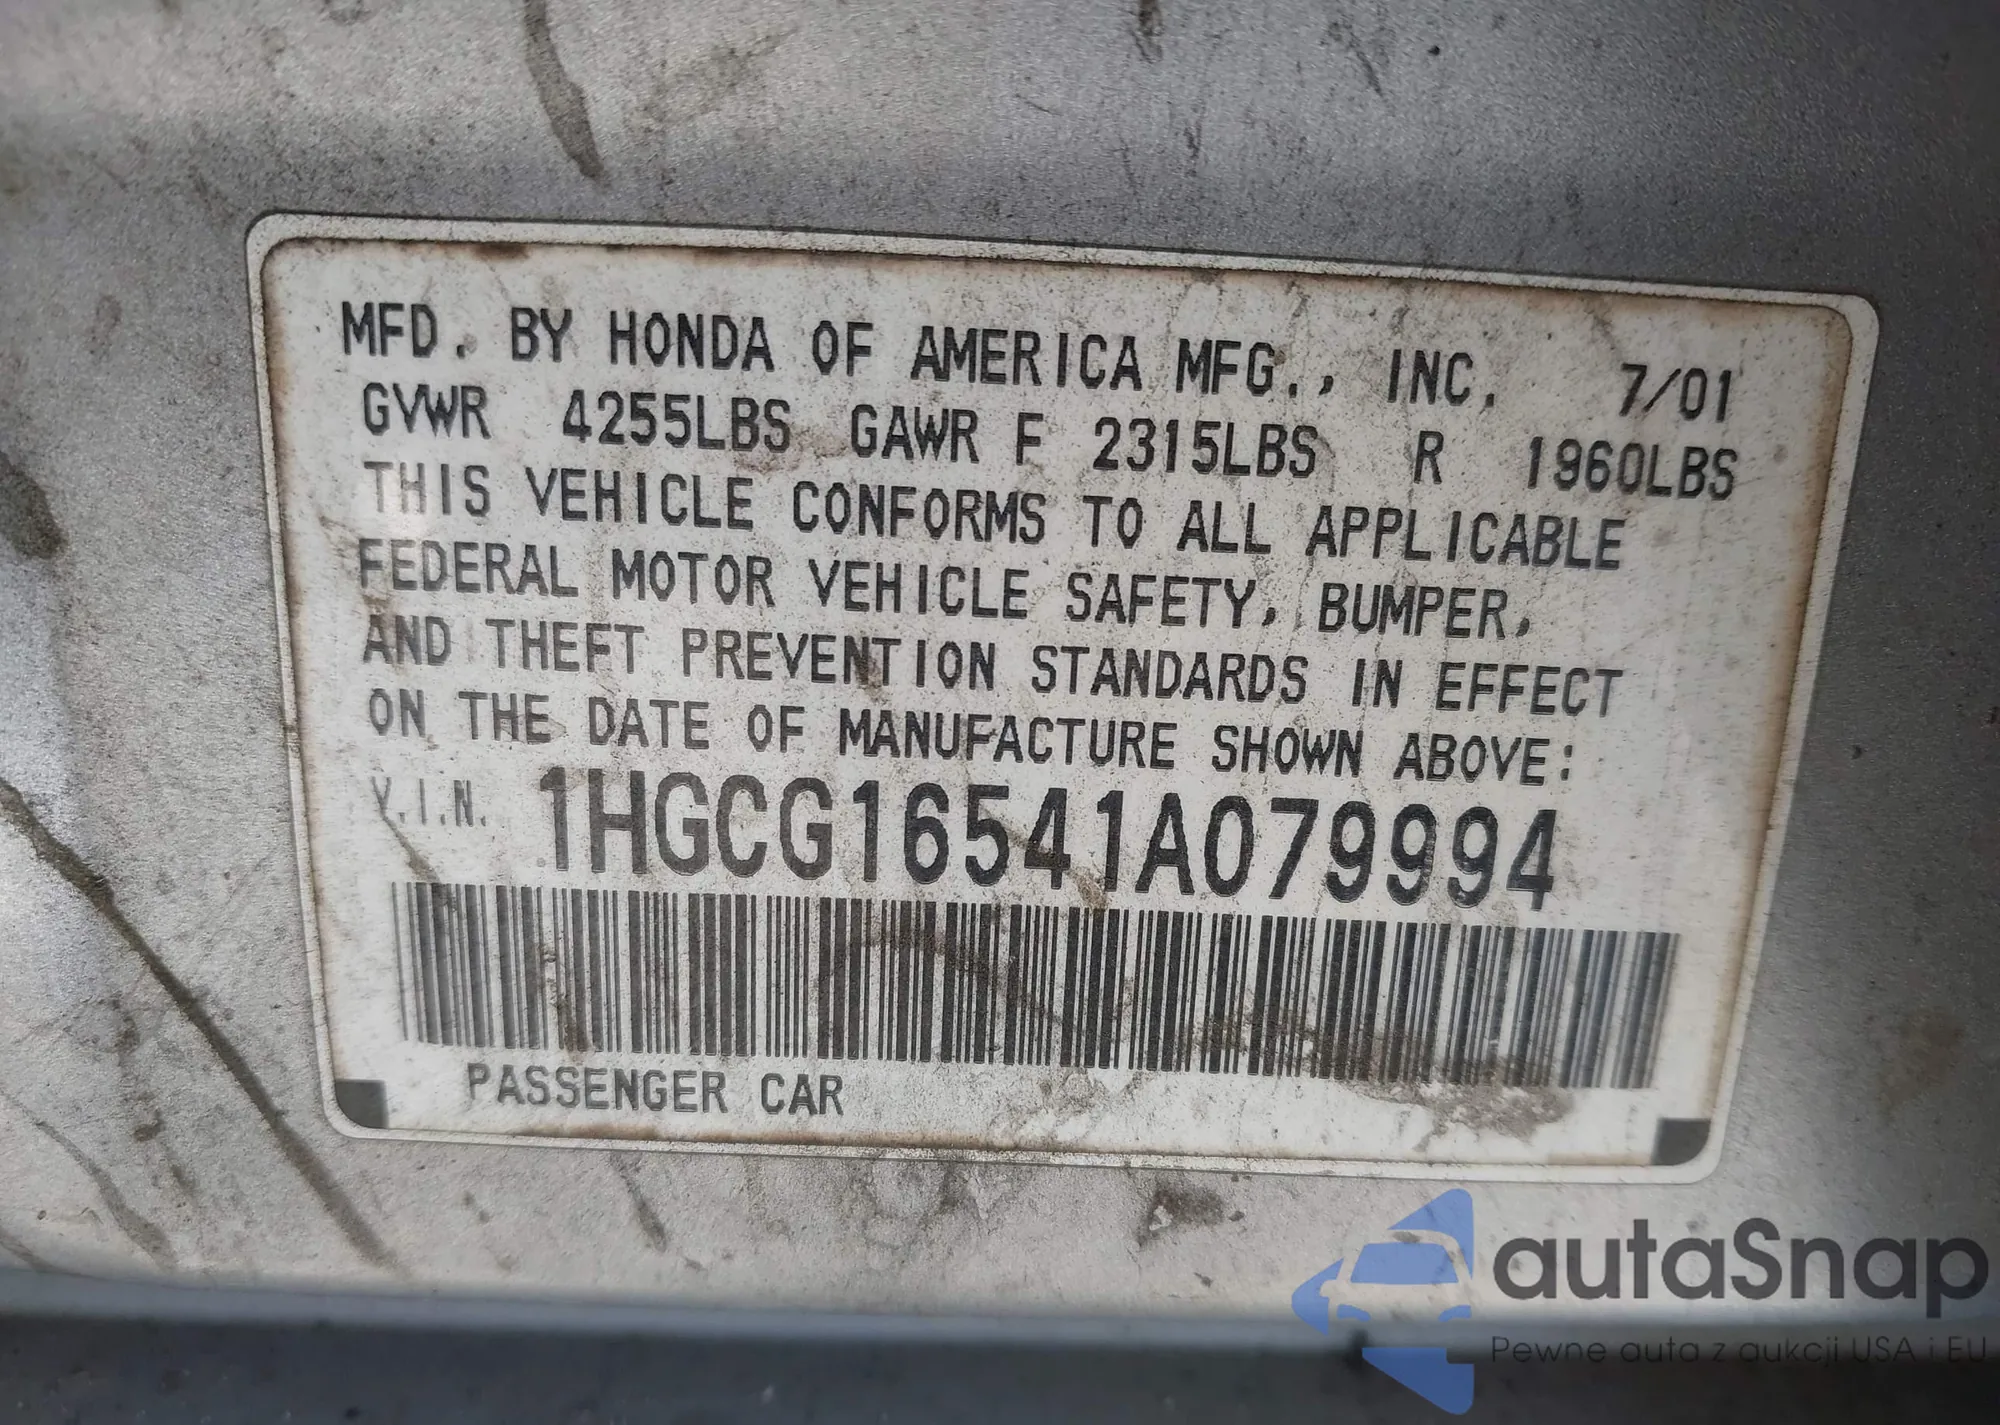 MFD. BY HONDA OF AMERICA MFG., INC. 7/01
GVWR 4255LBS GAWR F 2315LBS R 1960LBS
THIS VEHICLE CONFORMS TO ALL APPLICABLE
FEDERAL MOTOR VEHICLE SAFETY, BUMPER,
AND THEFT PREVENTION STANDARDS IN EFFECT
ON THE DATE OF MANUFACTURE SHOWN ABOVE:
V.I.N. 1HGCG16541A079994
PASSENGER CAR
autaSnap
Pewne auta z aukcji USA i EU